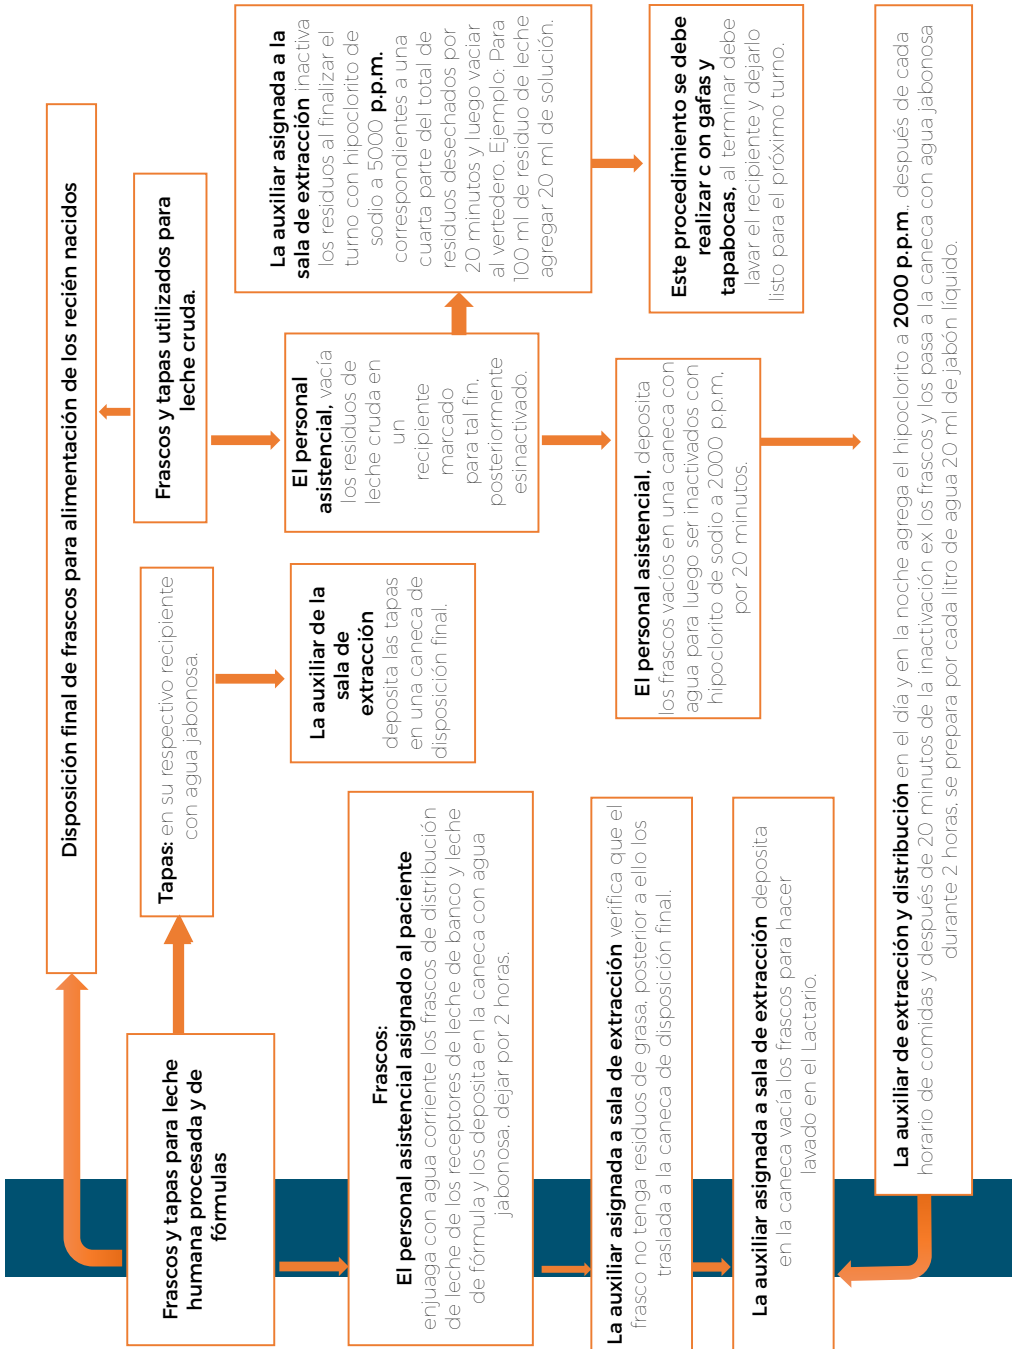 Disposición final de frascos para alimentación de los recién nacidos
Frascos y tapas para leche
humana procesada y de
fórmulas
Tapas: en su respectivo recipiente
con agua jabonosa.
La auxiliar de la
sala de
extracción
deposita las tapas
en una caneca de
disposición final.
Frascos:
El personal asistencial asignado al paciente
enjuaga con agua corriente los frascos de distribución
de leche de los receptores de leche de banco y leche
de fórmula y los deposita en la caneca con agua
jabonosa, dejar por 2 horas.
La auxiliar asignada a sala de extracción verifica que el
frasco no tenga residuos de grasa, posterior a ello los
traslada a la caneca de disposición final.
La auxiliar asignada a sala de extracción deposita
en la caneca vacía los frascos para hacer
lavado en el Lactario.
Frascos y tapas utilizados para
leche cruda.
El personal
asistencial, vacía
los residuos de
leche cruda en
un
recipiente
marcado
para tal fin,
posteriormente
esinactivado.
La auxiliar asignada a la
sala de extracción inactiva
los residuos al finalizar el
turno con hipoclorito de
sodio a 5000 p.p.m.
correspondientes a una
cuarta parte del total de
residuos desechados por
20 minutos y luego vaciar
al vertedero. Ejemplo: Para
100 ml de residuo de leche
agregar 20 ml de solución.
Este procedimiento se debe
realizar c on gafas y
tapabocas, al terminar debe
lavar el recipiente y dejarlo
listo para el próximo turno.
El personal asistencial, deposita
los frascos vacíos en una caneca con
agua para luego ser inactivados con
hipoclorito de sodio a 2000 p.p.m.
por 20 minutos.
La auxiliar de extracción y distribución en el día y en la noche agrega el hipoclorito a 2000 p.p.m. después de cada
horario de comidas y después de 20 minutos de la inactivación ex los frascos y los pasa a la caneca con agua jabonosa
durante 2 horas, se prepara por cada litro de agua 20 ml de jabón líquido.